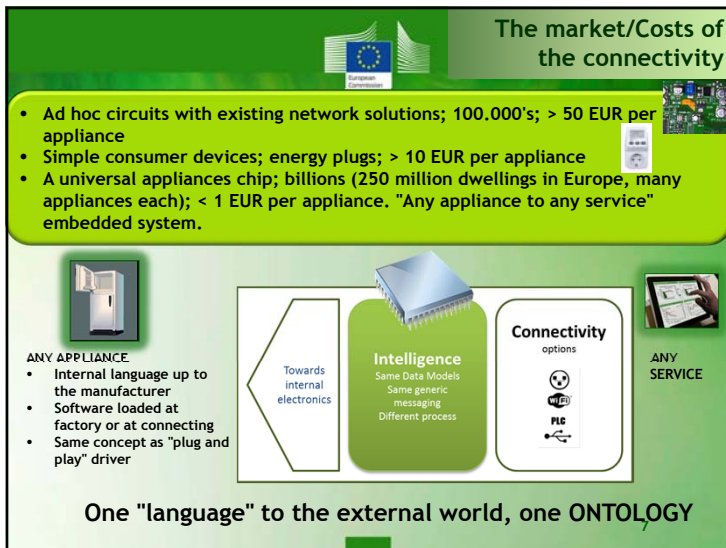 The market/Costs of
the connectivity
European
Commission
• Ad hoc circuits with existing network solutions; 100.000's; > 50 EUR per
appliance
• Simple consumer devices; energy plugs; > 10 EUR per appliance
• A universal appliances chip; billions (250 million dwellings in Europe, many
appliances each); < 1 EUR per appliance. "Any appliance to any service"
embedded system.
ANY APPLIANCE
• Internal language up to
the manufacturer
• Software loaded at
factory or at connecting
• Same concept as "plug and
play" driver
Towards
internal
electronics
Intelligence
Same Data Models
Same generic
messaging
Different process
Connectivity
options
WiFi
PLC
ANY
SERVICE
One "language" to the external world, one ONTOLOGY
7